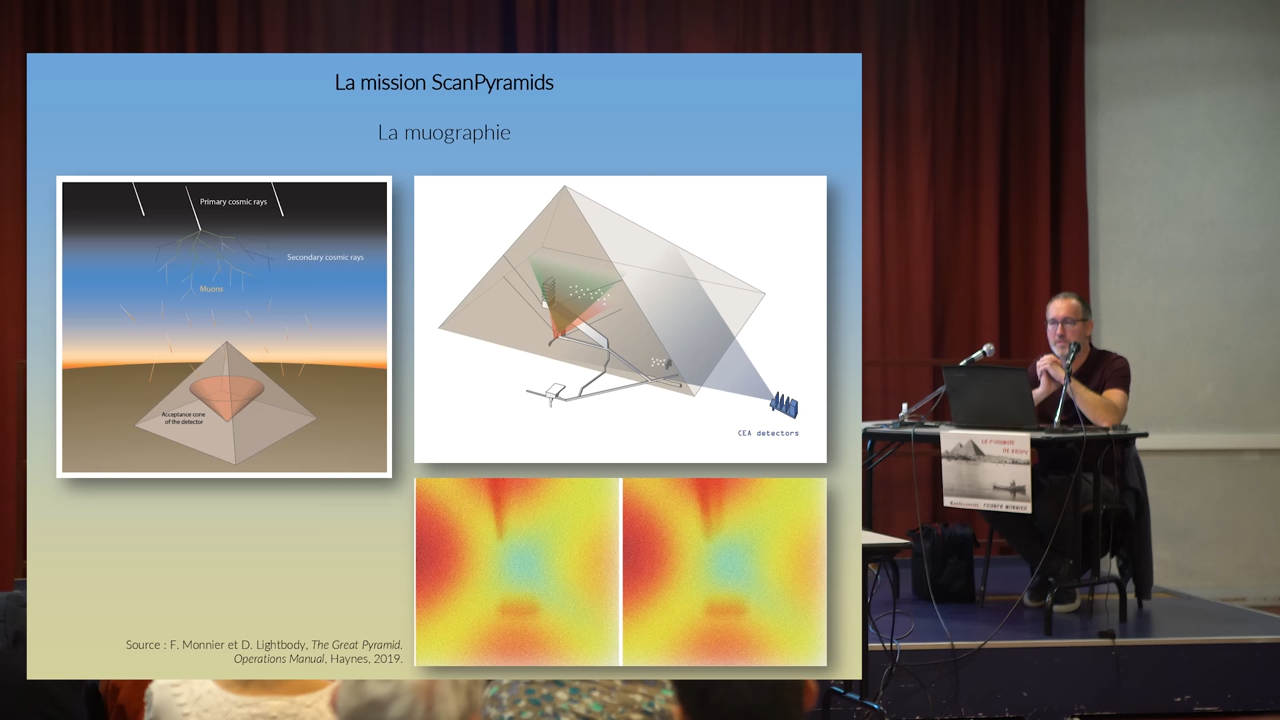 La mission ScanPyramids
La muographie
Primary cosmic rays
Secondary cosmic rays
Muons
Acceptance cone
of the detector
CEA detectors
Source : F. Monnier et D. Lightbody, The Great Pyramid.
Operations Manual, Haynes, 2019.